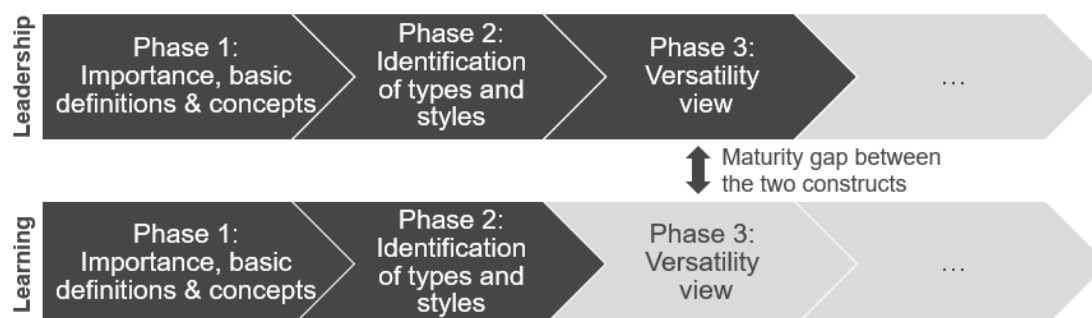 Leadership
Phase 1:
Importance, basic
definitions & concepts
Phase 2:
Identification
of types and
styles
Phase 3:
Versatility
view
...
Maturity gap between
the two constructs
Learning
Phase 1:
Importance, basic
definitions & concepts
Phase 2:
Identification
of types and
styles
Phase 3:
Versatility
view
...